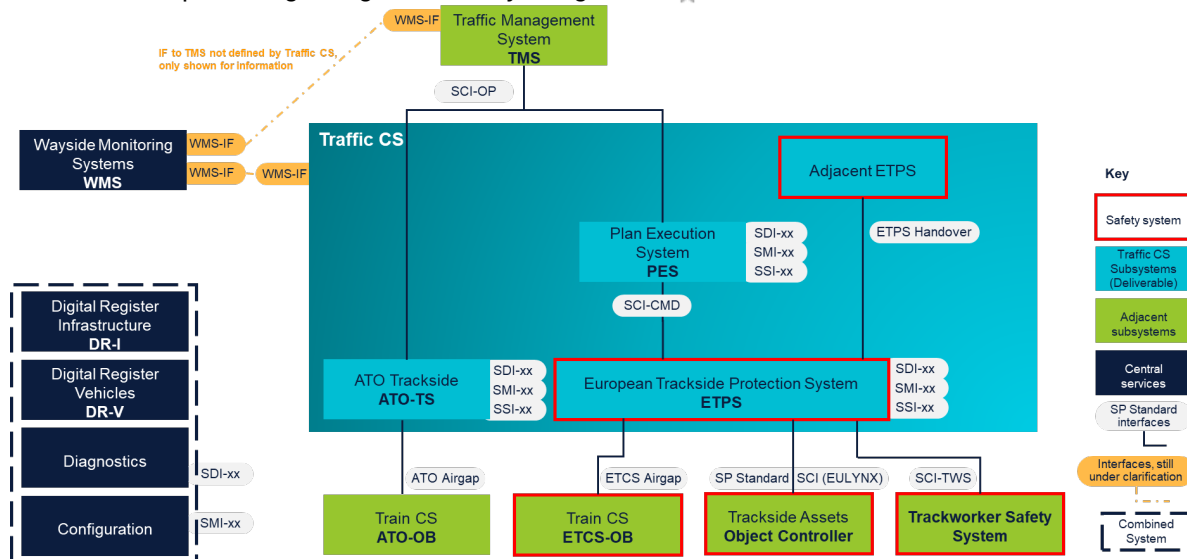 WMS-IF
Traffic Management
System
TMS
IF to TMS not defined by Traffic CS,
only shown for information
SCI-OP
Wayside Monitoring
Systems
WMS
WMS-IF
WMS-IF
WMS-IF
Traffic CS
Adjacent ETPS
Plan Execution
System
PES
SDI-xx
SMI-xx
SSI-xx
ETPS Handover
SCI-CMD
ATO Trackside
ATO-TS
SDI-xx
SMI-xx
SSI-xx
European Trackside Protection System
ETPS
SDI-xx
SMI-xx
SSI-xx
Digital Register
Infrastructure
DR-I
Digital Register
Vehicles
DR-V
Diagnostics
SDI-xx
Configuration
SMI-xx
ATO Airgap
ETCS Airgap
SP Standard
SCI (EULYNX)
SCI-TWS
Train CS
ATO-OB
Train CS
ETCS-OB
Trackside Assets
Object Controller
Trackworker Safety
System
Key
Safety system
Traffic CS
Subsystems
(Deliverable)
Adjacent
subsystems
Central
services
SP Standard
interfaces
Interfaces, still
under clarification
Combined
System